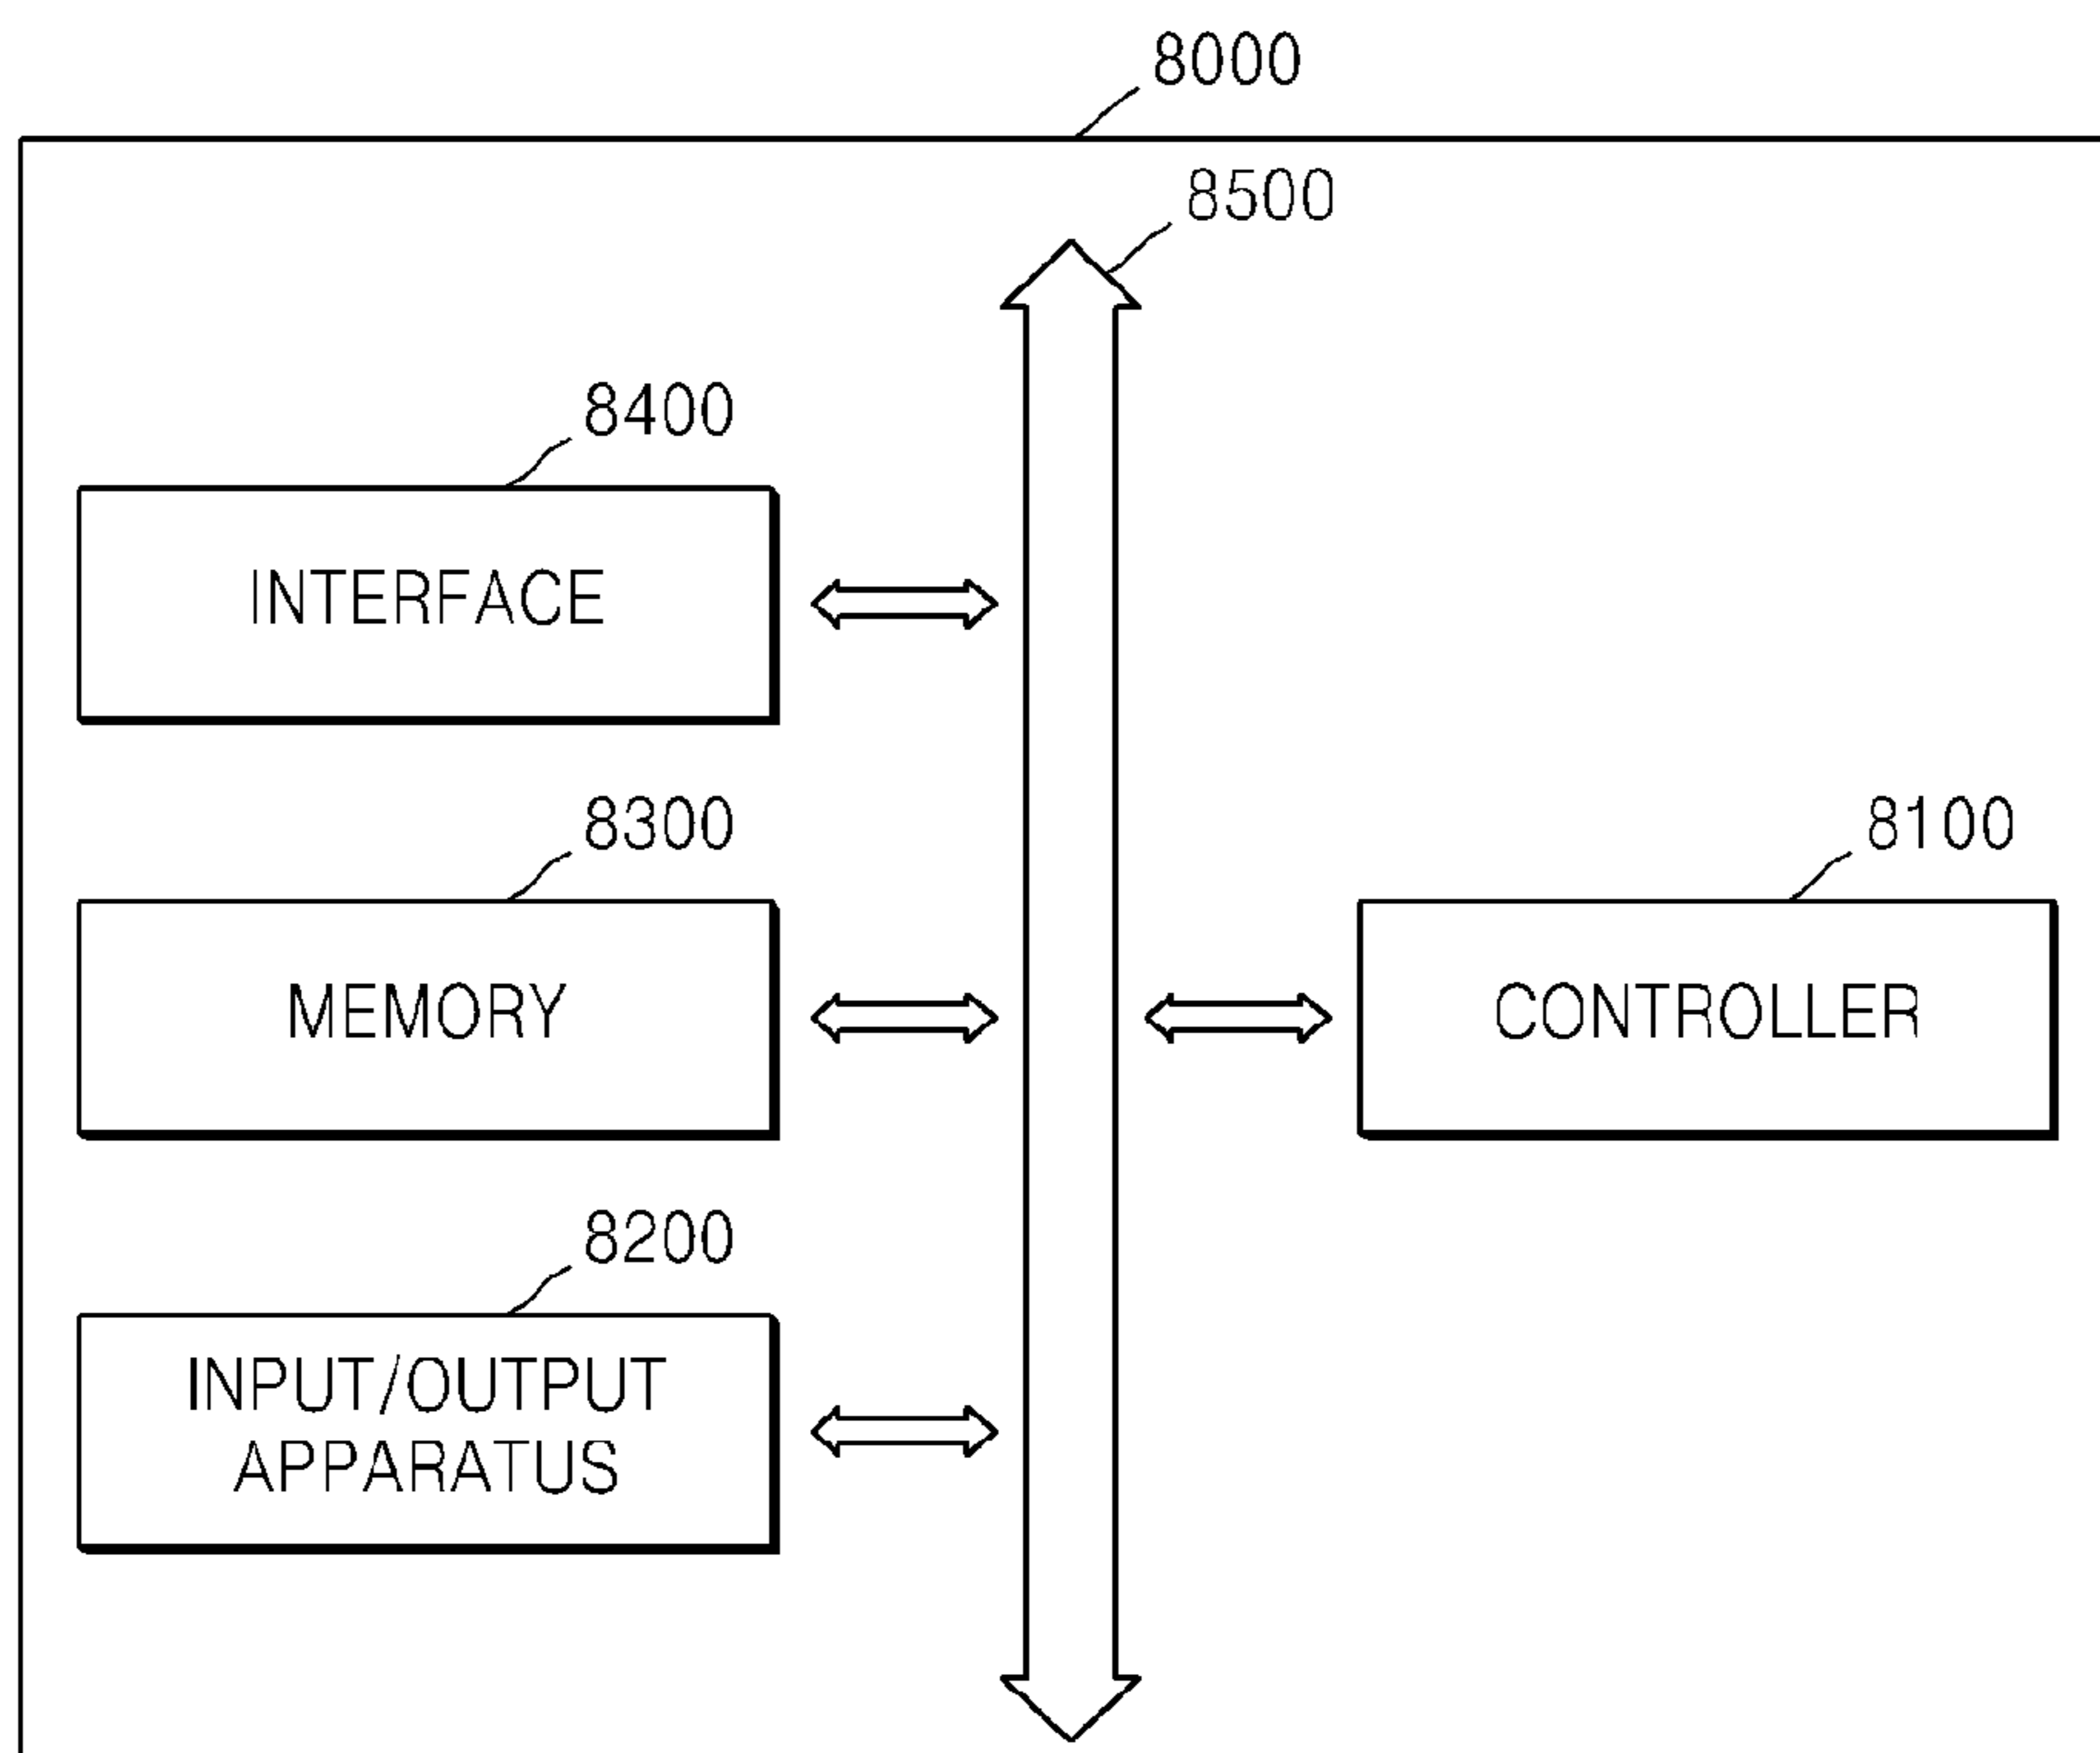 8000
8500
8400
INTERFACE
8300
MEMORY
8100
CONTROLLER
8200
INPUT/OUTPUT
APPARATUS